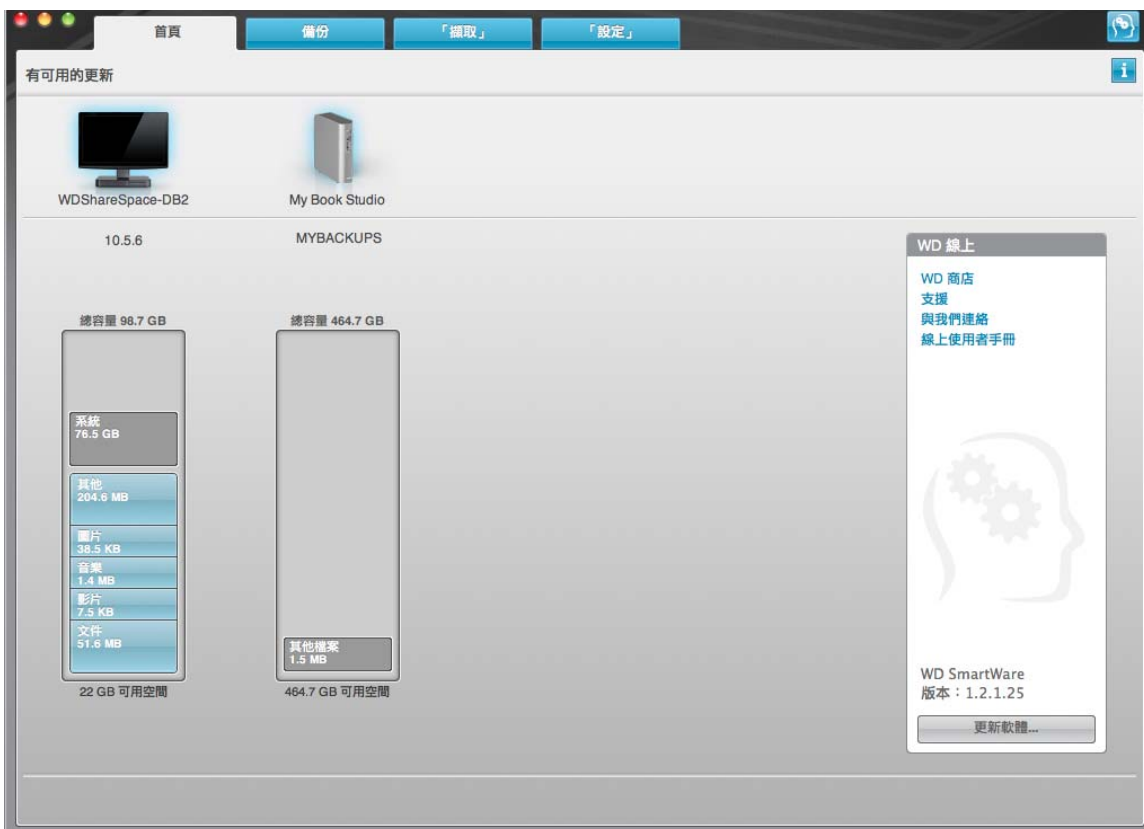 首頁
備份
「擷取」
「設定」
有可用的更新
i
WDShareSpace-DB2
My Book Studio
10.5.6
MYBACKUPS
總容量 98.7 GB
總容量 464.7 GB
系統
76.5 GB
其他
204.6 MB
圖片
38.5 KB
音樂
1.4 MB
影片
7.5 KB
文件
51.6 MB
22 GB 可用空間
其他檔案
1.5 MB
464.7 GB 可用空間
WD 線上
WD 商店
支援
與我們連絡
線上使用者手冊
WD SmartWare
版本：1.2.1.25
更新軟體...